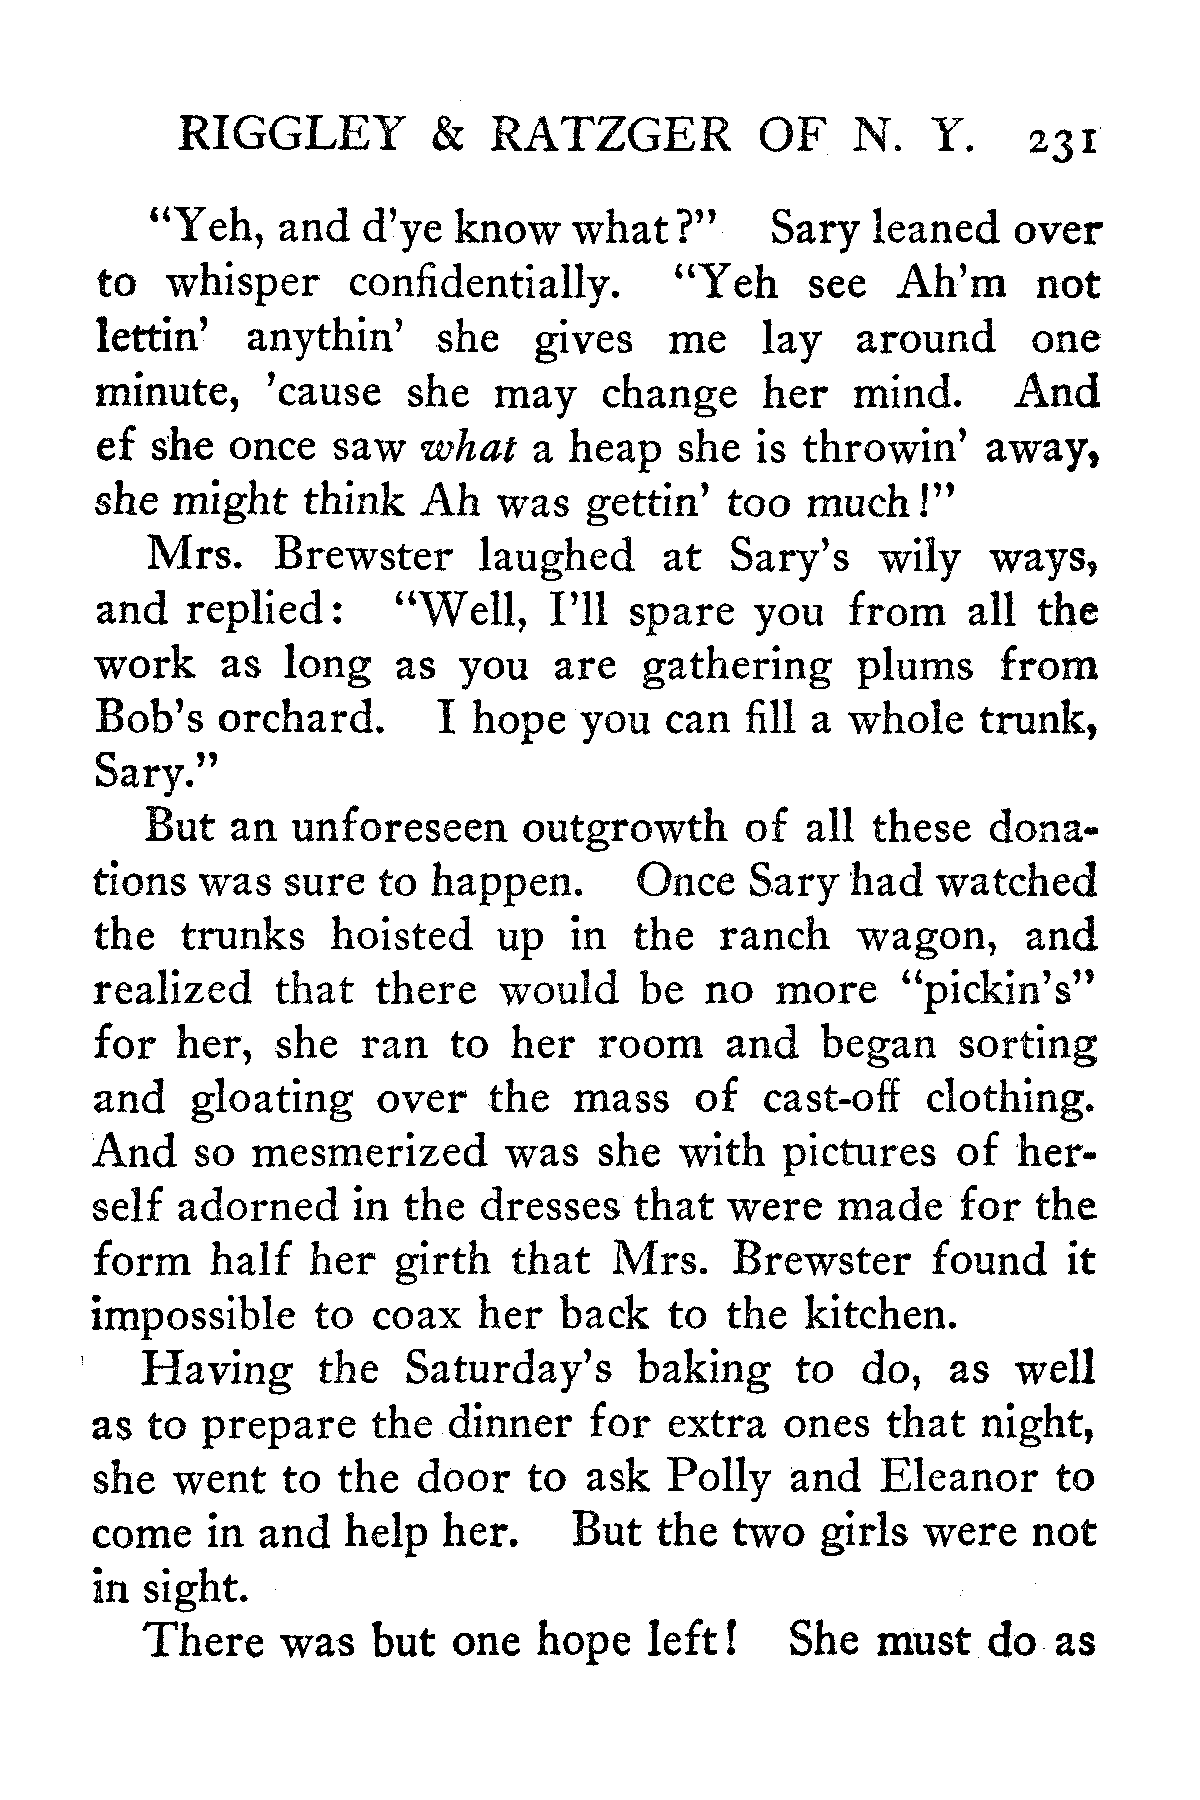 RIGGLEY & RATZGER OF N. Y. 231
“Yeh, and d’ye know what?” Sary leaned over
to whisper confidentially. “Yeh see Ah’m not
lettin’ anythin’ she gives me lay around one
minute, ’cause she may change her mind. And
ef she once saw what a heap she is throwin’ away,
she might think Ah was gettin’ too much!”
Mrs. Brewster laughed at Sary’s wily ways,
and replied: “Well, I’ll spare you from all the
work as long as you are gathering plums from
Bob’s orchard. I hope you can fill a whole trunk,
Sary.”
But an unforeseen outgrowth of all these dona-
tions was sure to happen. Once Sary had watched
the trunks hoisted up in the ranch wagon, and
realized that there would be no more “pickin’s”
for her, she ran to her room and began sorting
and gloating over the mass of cast-off clothing.
And so mesmerized was she with pictures of her-
self adorned in the dresses that were made for the
form half her girth that Mrs. Brewster found it
impossible to coax her back to the kitchen.
Having the Saturday’s baking to do, as well
as to prepare the dinner for extra ones that night,
she went to the door to ask Polly and Eleanor to
come in and help her. But the two girls were not
in sight.
There was but one hope left! She must do as